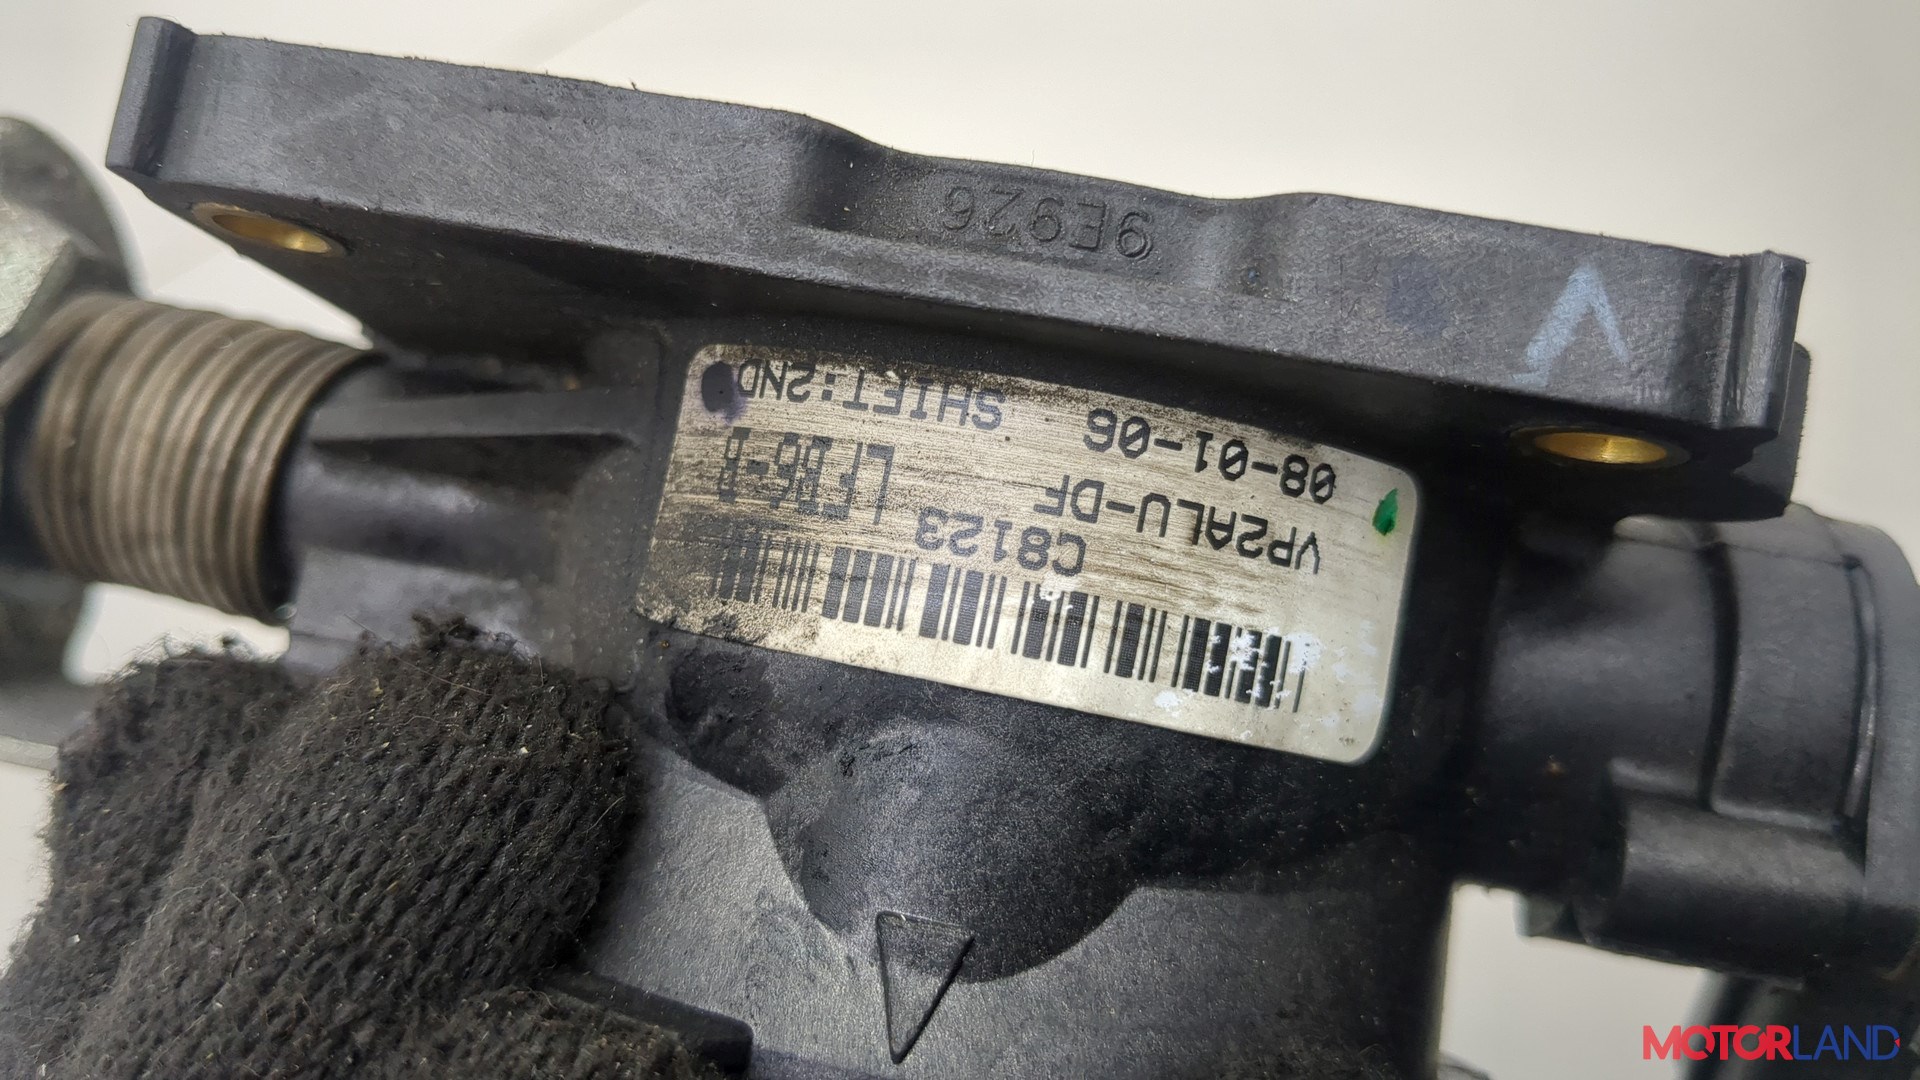 C8123
VP2ALU-DF LFB6-B
08-01-06 SHIFT:2ND
9E926
MOTORLAND